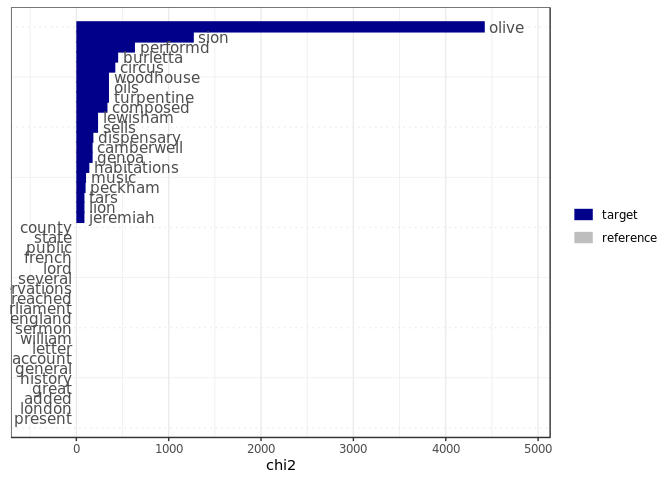 olive
sion
performd
burletta
circus
woodhouse
oils
turpentine
composed
lewisham
sells
dispensary
camberwell
genoa
habitations
music
peckham
tars
lion
jeremiah
county
state
public
french
lord
several
ervations
reached
rliament
england
sermon
william
letter
account
general
history
great
added
london
present
target
reference
0 1000 2000 3000 4000 5000
chi2